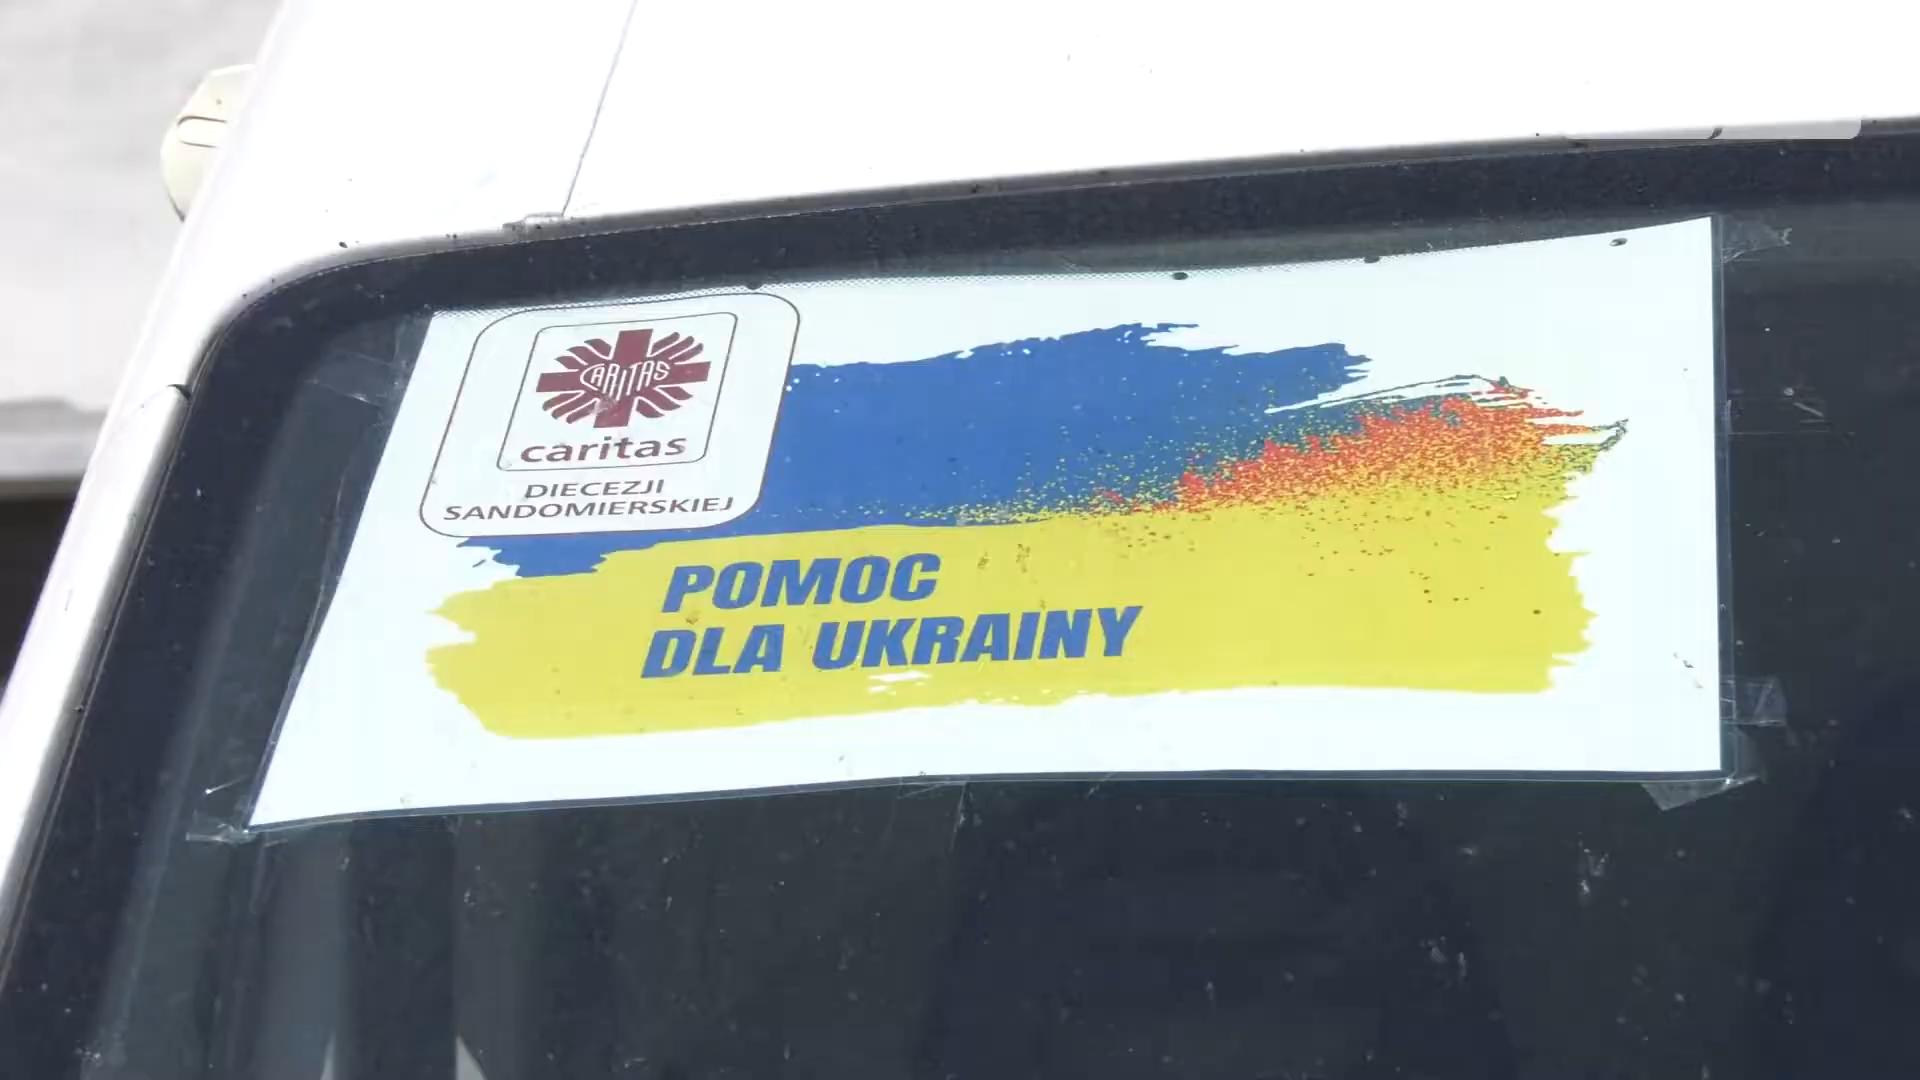 CARITAS
caritas
DIECEZJI
SANDOMIERSKIEJ
POMOC
DLA UKRAINY